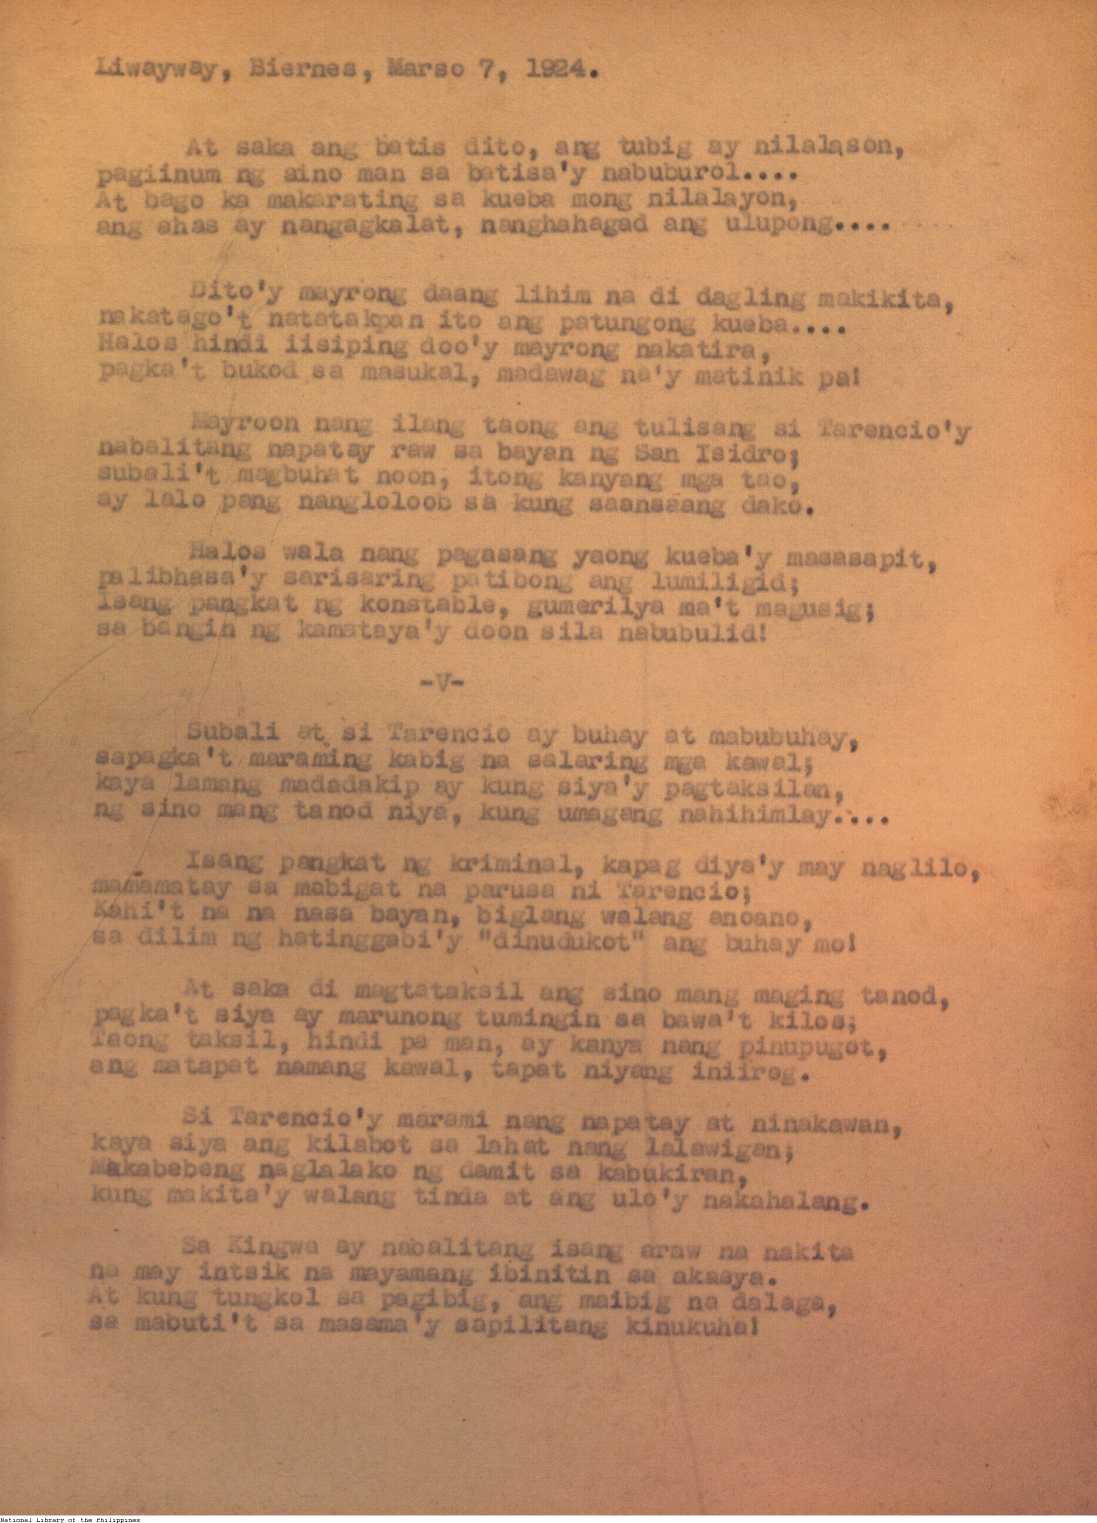 Liwayway, Biernes, Marso 7, 1924.
At saka ang batis dito, ang tubig ay nilalason,
pagiinum ng sino man sa batisa'y nabuburol....
At bago ka makarating sa kueba mong nilalayon,
ang ahas ay nangagkalat, nanghahagad ang ulupong....
Dito'y mayrong daang lihim na di dagling makikita,
nakatago't natatakpan ito ang patungong kueba....
Halos hindi iisiping doo'y mayrong nakatira,
pagka't bukod sa masukal, madawag na'y matinik pa!
Mayroon nang ilang taong ang tulisang si Tarencio'y
nabalitang napatay raw sa bayan ng San Isidro;
subali't magbuhat noon, itong kanyang mga tao,
ay lalo pang nangloloob sa kung saansaang dako.
Halos wala nang pagasang yaong kueba'y masasapit,
palibhasa'y sarisaring patibong ang lumiligid;
Isang pangkat ng konstable, gumerilya ma't magusig;
sa bangin ng kamataya'y doon sila nabubulid!
-V-
Subali at si Tarencio ay buhay at mabubuhay,
sapagka't maraming kabig na salaring mga kawal;
kaya lamang madadakip ay kung siya'y pagtaksilan,
ng sino mang tanod niya, kung umagang nahihimlay....
Isang pangkat ng kriminal, kapag diya'y may naglilo,
mamamatay sa mabigat na parusa ni Tarencio;
Kahi't na na nasa bayan, biglang walang anoano,
sa dilim ng hatinggabi'y "dinudukot" ang buhay mo!
At saka di magtataksil ang sino mang maging tanod,
pagka't siya ay marunong tumingin sa bawa't kilos;
Taong taksil, hindi pa man, ay kanya nang pinupugot,
ang matapat namang kawal, tapat niyang iniirog.
Si Tarencio'y marami nang napatay at ninakawan,
kaya siya ang kilabot sa lahat nang lalawigan;
Makabebeng naglalako ng damit sa kabukiran,
kung makita'y walang tinda at ang ulo'y nakahalang.
Sa Kingwa ay nabalitang isang araw na nakita
na may intsik na mayamang ibinitin sa akasya.
At kung tungkol sa pagibig, ang maibig na dalaga,
sa mabuti't sa masama'y sapilitang kinukuha!
National Library of the Philippines